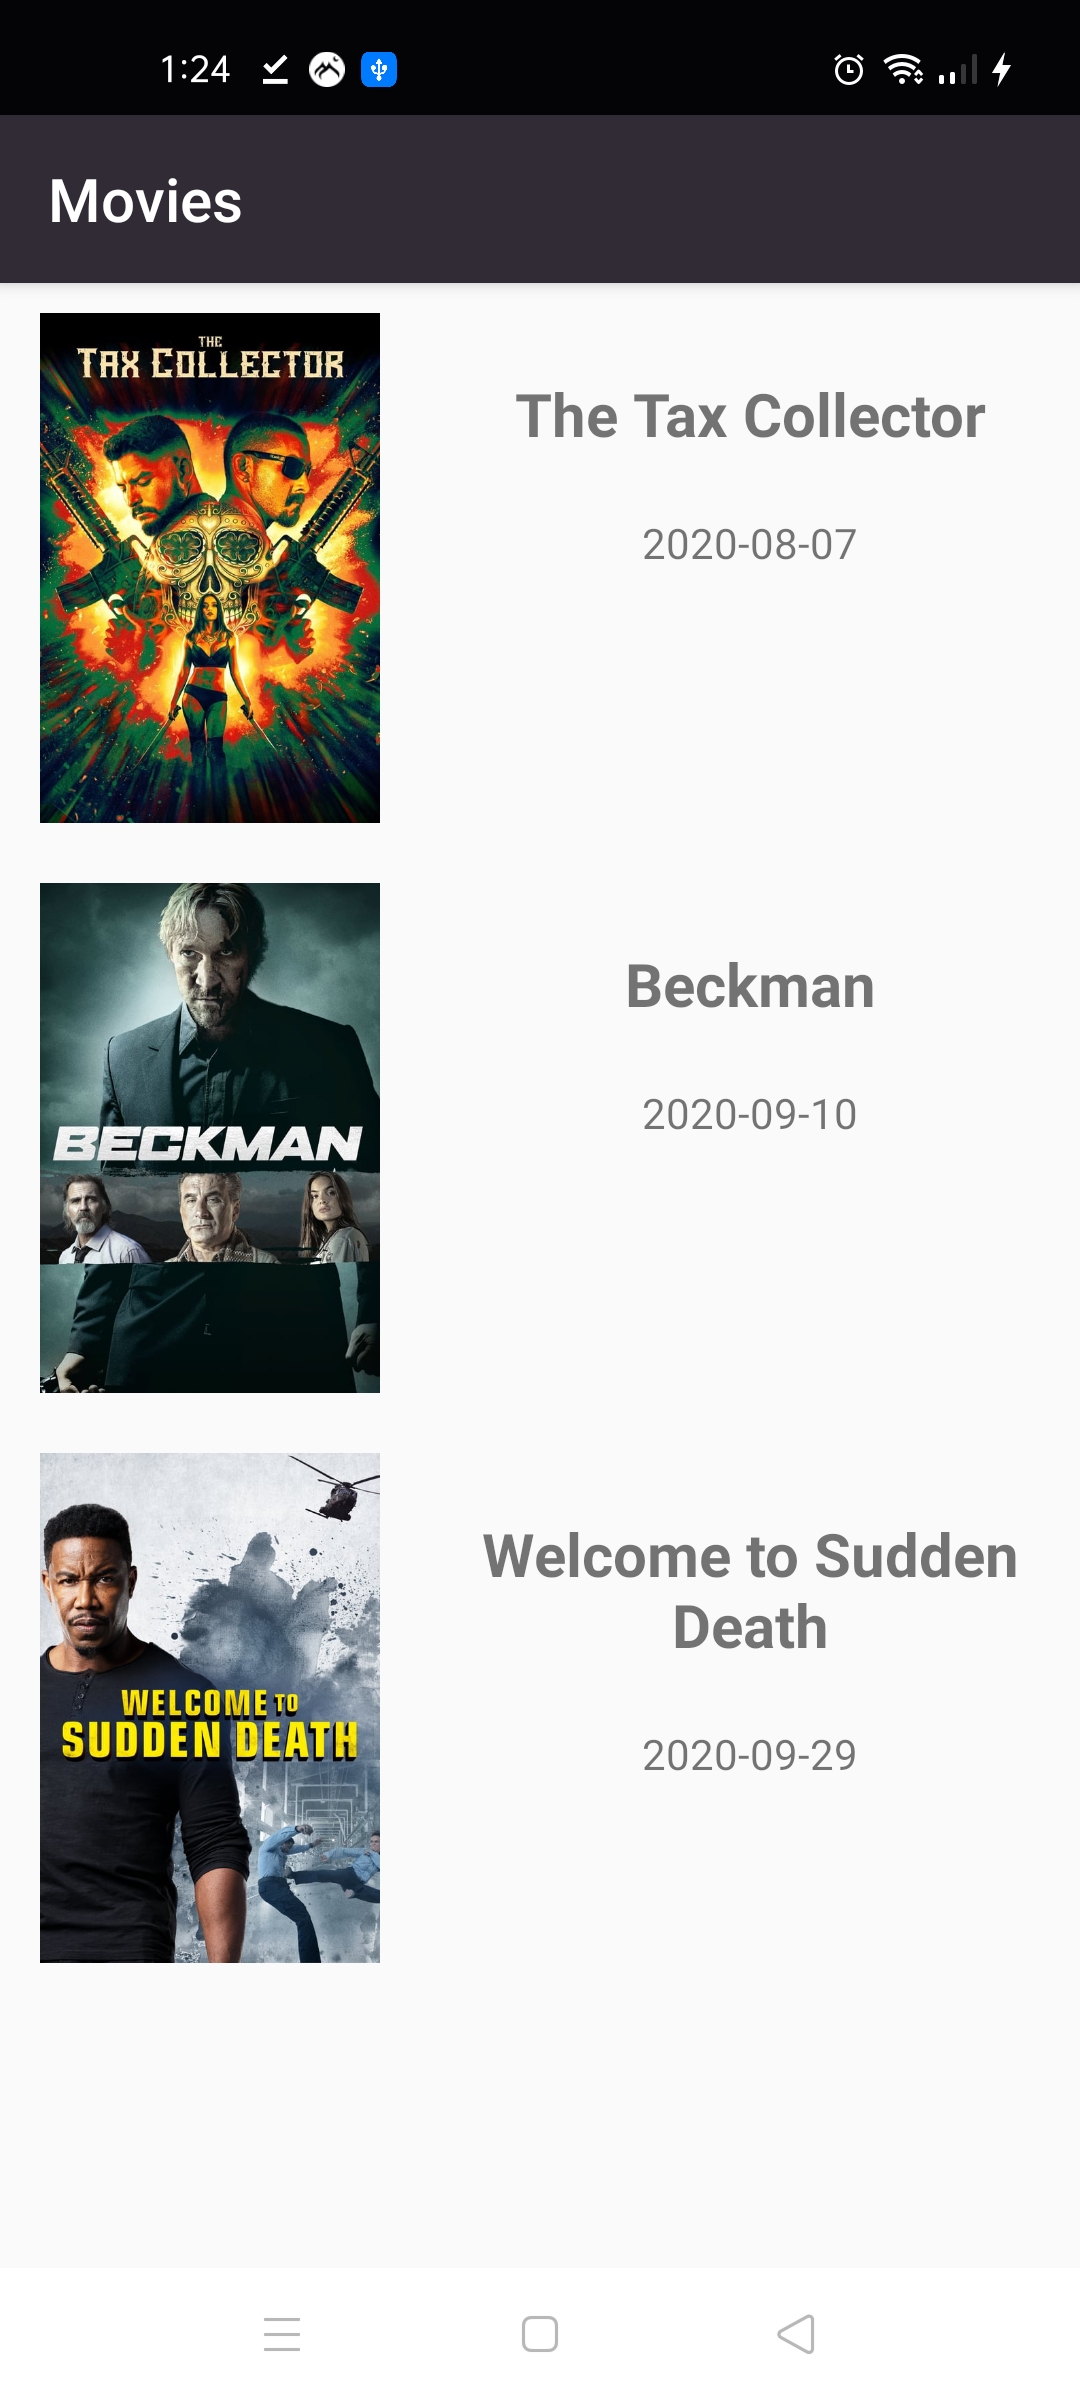 1:24
Movies
THE
TAX COLLECTOR
The Tax Collector
2020-08-07
BECKMAN
Beckman
2020-09-10
WELCOME TO
SUDDEN DEATH
Welcome to Sudden
Death
2020-09-29